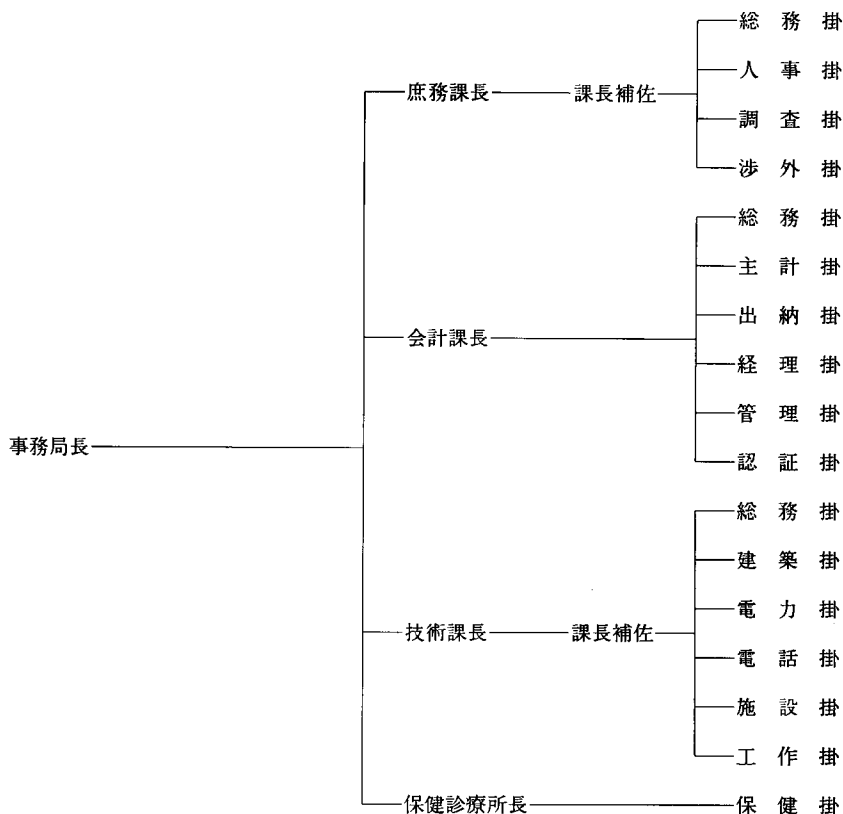 総務掛
人事掛
庶務課長 課長補佐
調査掛
渉外掛
総務掛
主計掛
出納掛
会計課長
経理掛
管理掛
事務局長
認証掛
総務掛
建築掛
電力掛
技術課長 課長補佐
電話掛
施設掛
工作掛
保健診療所長 保健掛